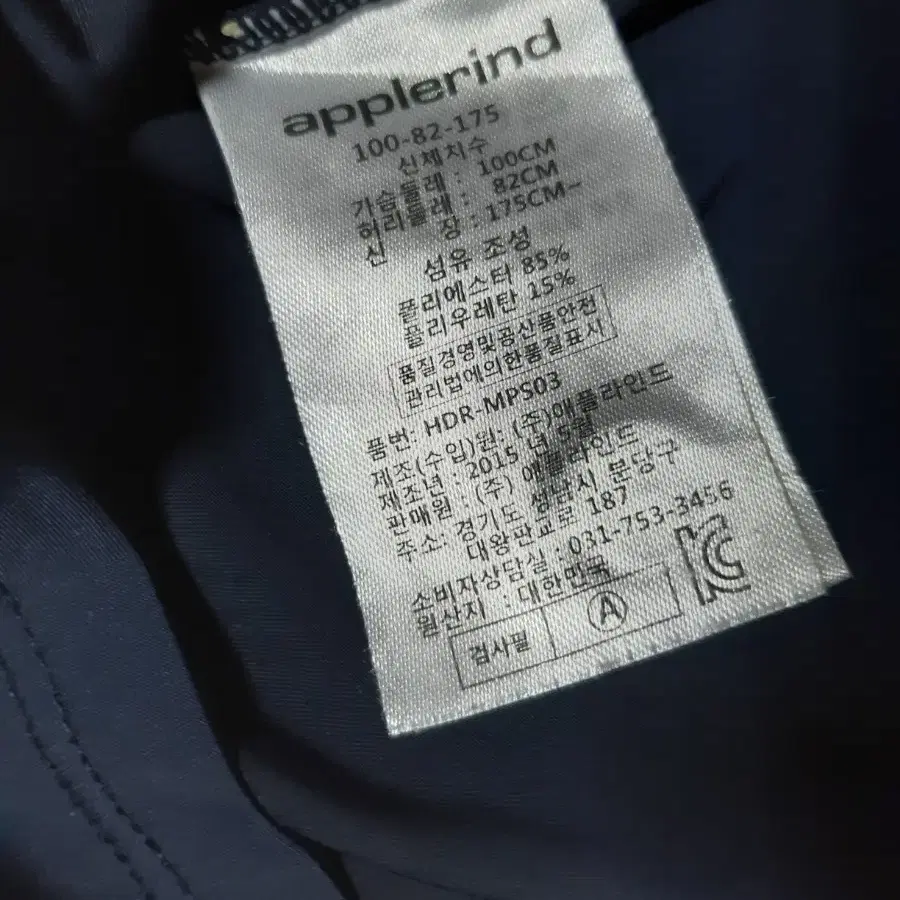 applerind
100-82-175
신체치수
가슴둘레 : 100CM
허리둘레 : 82CM
신 장 : 175CM~
섬유 조성
폴리에스터 85%
폴리우레탄 15%
품질경영및공산품안전
관리법에의한품질표시
품번: HDR-MPS03
제조(수입)원: (주)애플라인드
제조년 : 2015년 5월
판매원 : (주) 애플라인드
주소: 경기도 성남시 분당구
대왕판교로 187
소비자상담실 : 031-753-3456
원산지 : 대한민국
검사필 A
KC